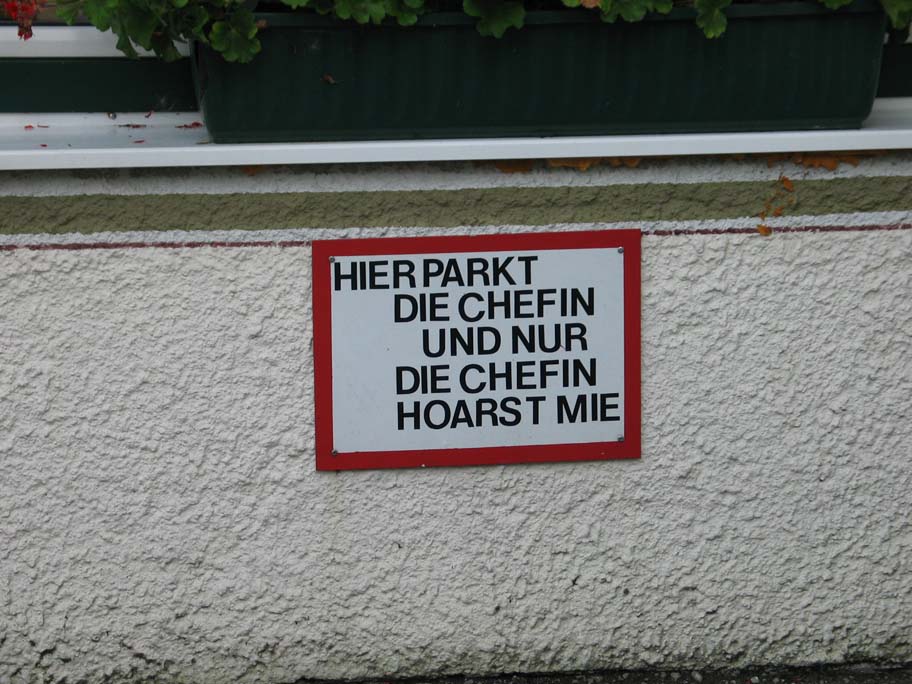 HIER PARKT
DIE CHEFIN
UND NUR
DIE CHEFIN
HOARST MIE